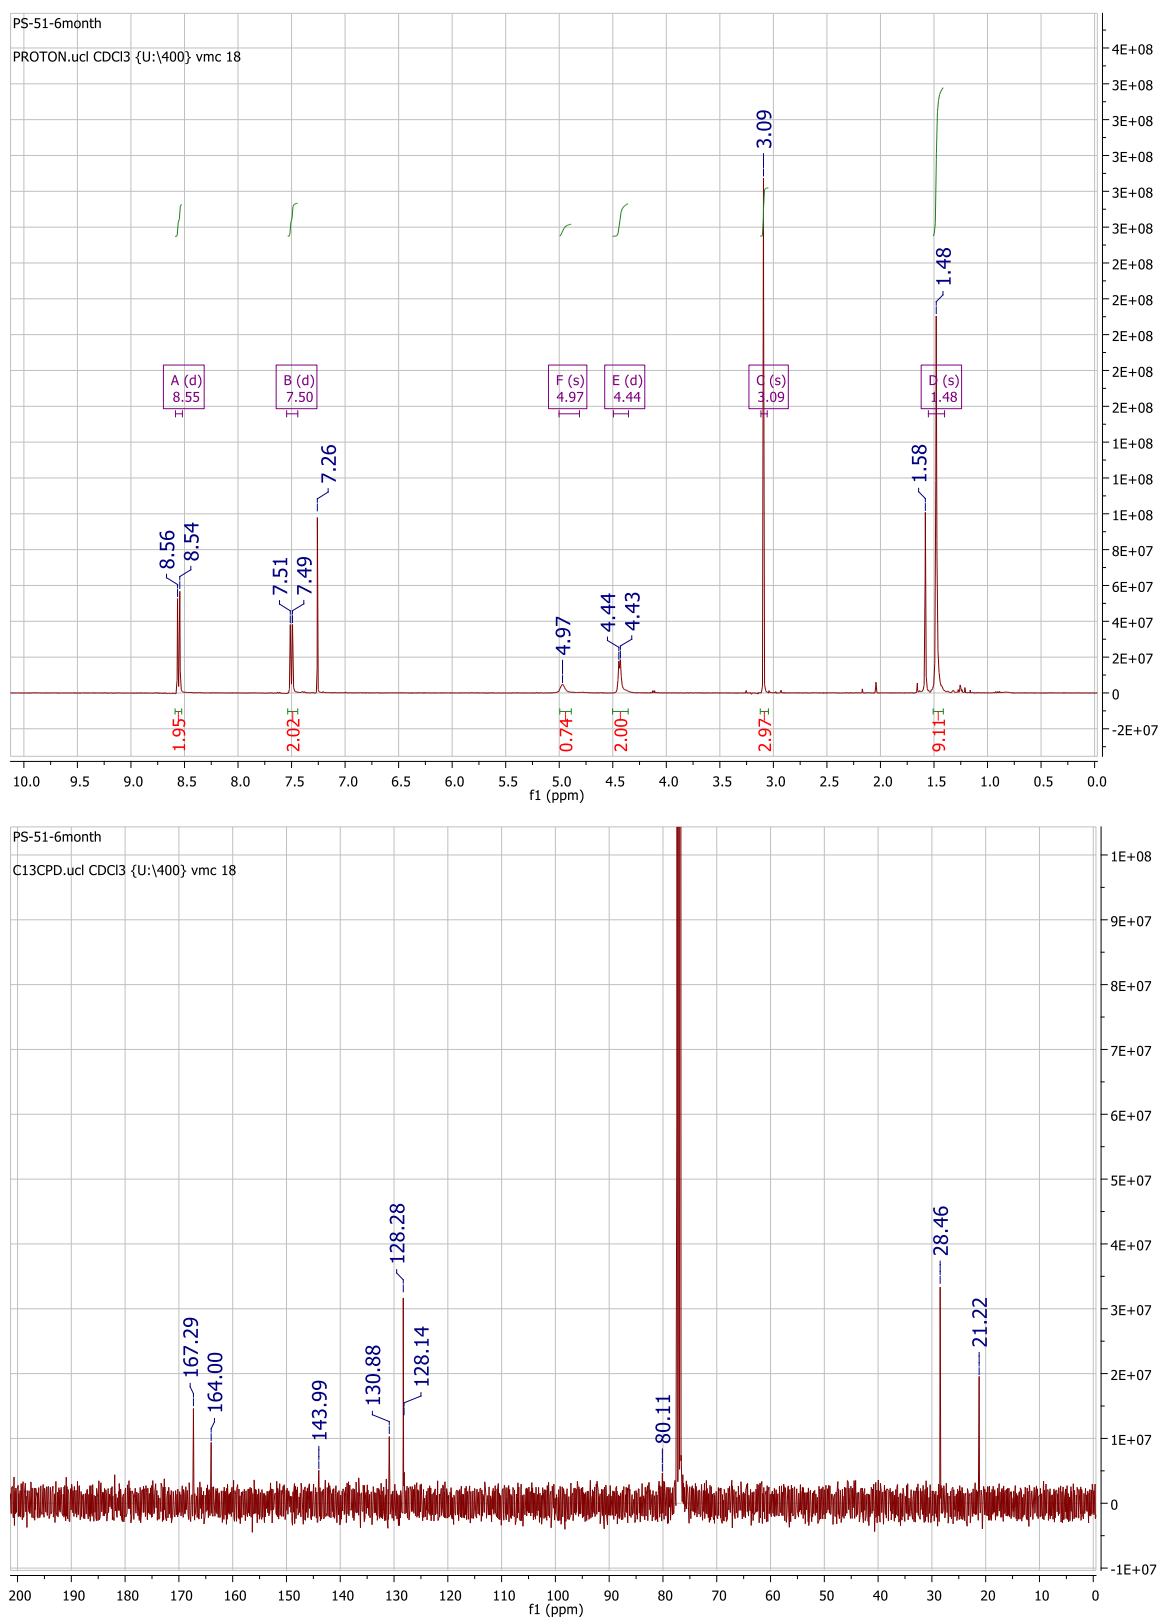 PS-51-6month
PROTON.ucl CDCl3 {U:\400} vmc 18
4E+08
3E+08
3E+08
3E+08
3E+08
3E+08
2E+08
2E+08
2E+08
2E+08
2E+08
1E+08
1E+08
1E+08
8E+07
6E+07
4E+07
2E+07
0
-2E+07
3.09
1.48
A (d)
8.55
B (d)
7.50
F (s)
4.97
E (d)
4.44
C (s)
3.09
D (s)
1.48
8.56
8.54
7.51
7.49
7.26
4.97
4.44
4.43
1.58
1.95
2.02
0.74
2.00
2.97
9.11
10.0 9.5 9.0 8.5 8.0 7.5 7.0 6.5 6.0 5.5 5.0 4.5 4.0 3.5 3.0 2.5 2.0 1.5 1.0 0.5 0.0
f1 (ppm)
PS-51-6month
C13CPD.ucl CDCl3 {U:\400} vmc 18
1E+08
9E+07
8E+07
7E+07
6E+07
5E+07
4E+07
3E+07
2E+07
1E+07
0
-1E+07
167.29
164.00
143.99
130.88
128.28
128.14
80.11
28.46
21.22
200 190 180 170 160 150 140 130 120 110 100 90 80 70 60 50 40 30 20 10 0
f1 (ppm)